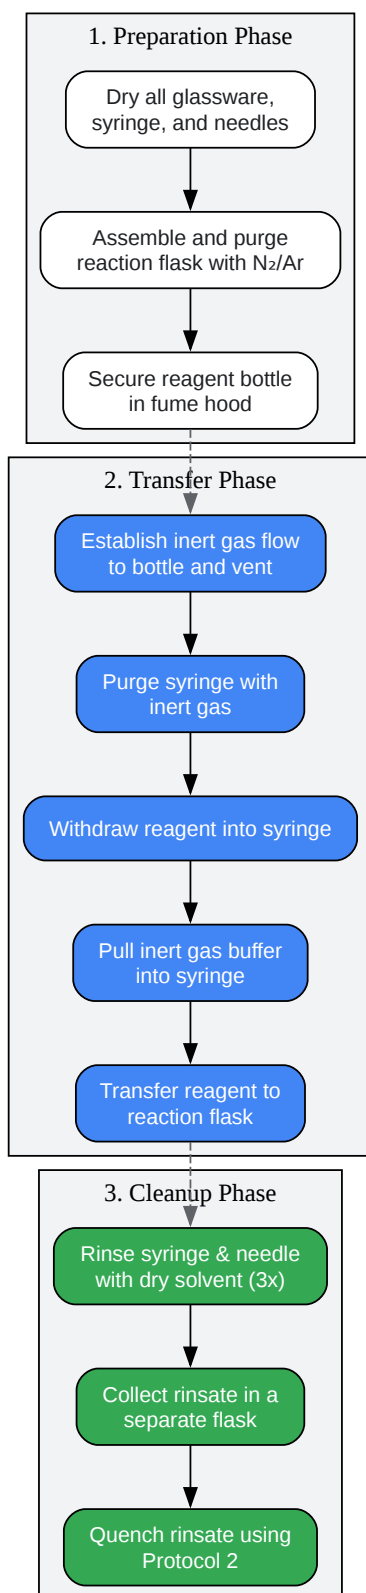 1. Preparation Phase
Dry all glassware,
syringe, and needles
Assemble and purge
reaction flask with N₂/Ar
Secure reagent bottle
in fume hood
2. Transfer Phase
Establish inert gas flow
to bottle and vent
Purge syringe with
inert gas
Withdraw reagent into syringe
Pull inert gas buffer
into syringe
Transfer reagent to
reaction flask
3. Cleanup Phase
Rinse syringe & needle
with dry solvent (3x)
Collect rinsate in a
separate flask
Quench rinsate using
Protocol 2